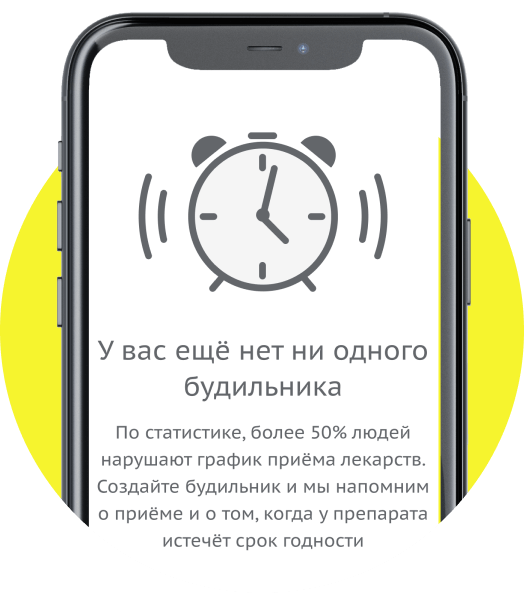 У вас ещё нет ни одного
будильника
По статистике, более 50% людей
нарушают график приёма лекарств.
Создайте будильник и мы напомним
о приёме и о том, когда у препарата
истечёт срок годности